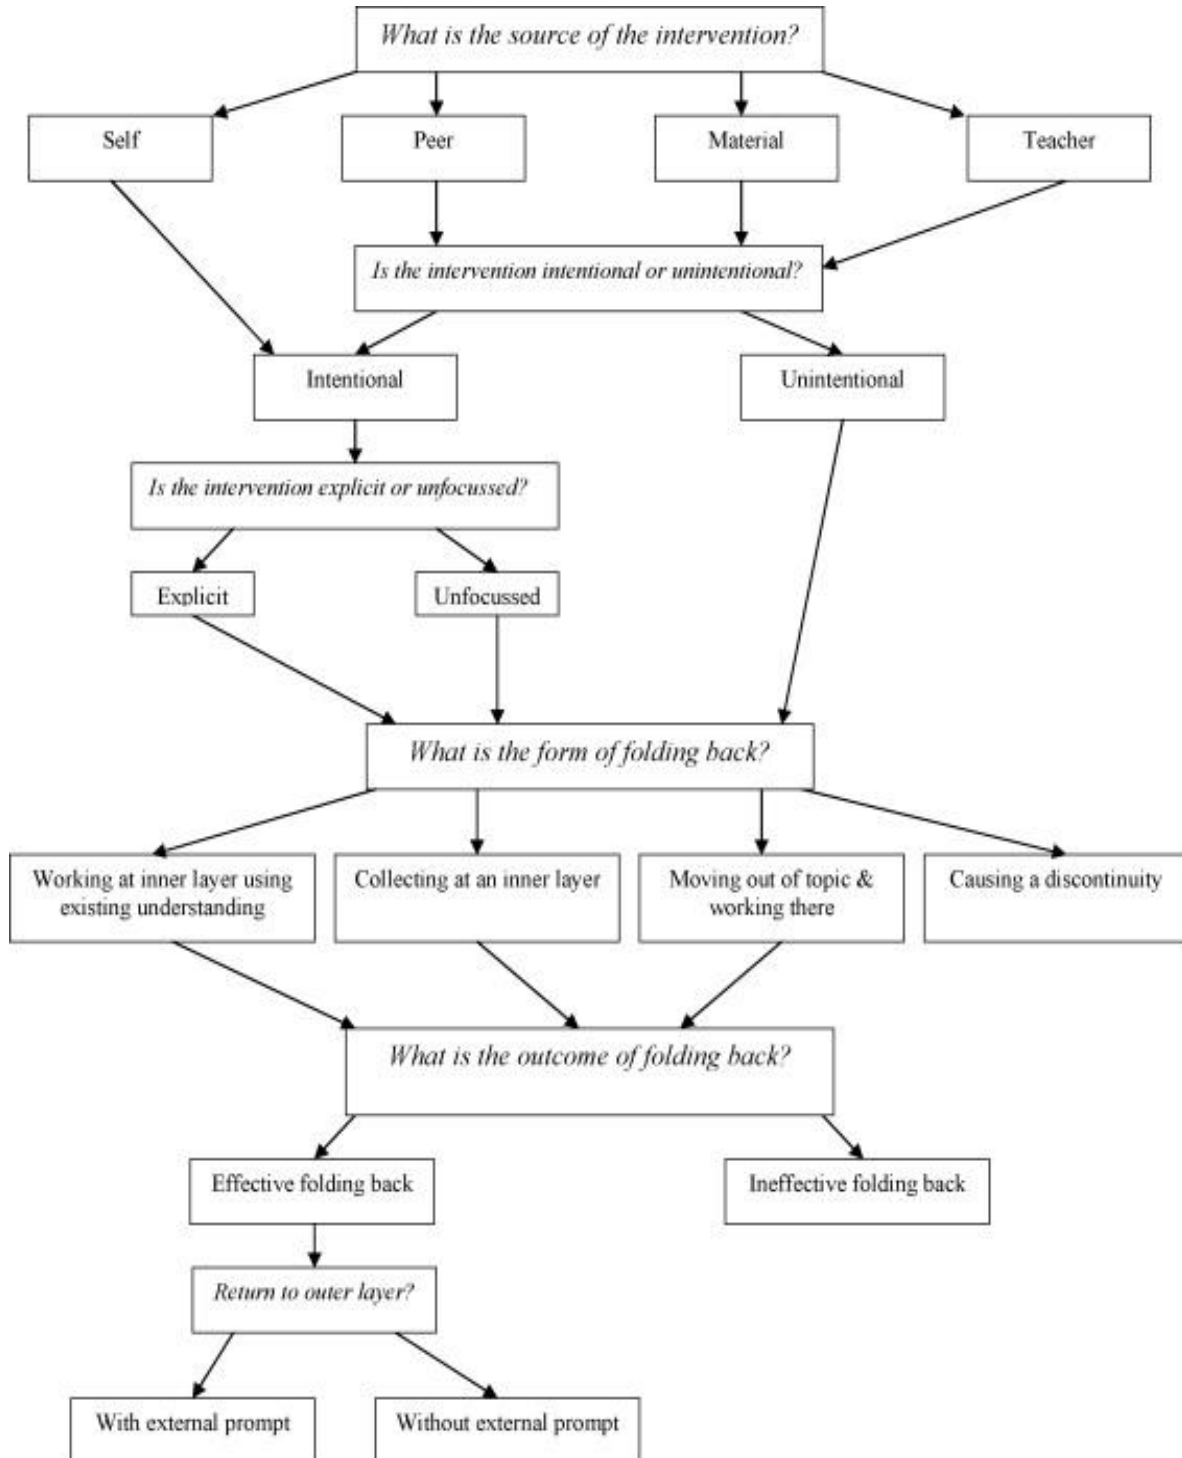 What is the source of the intervention?
Self
Peer
Material
Teacher
Is the intervention intentional or unintentional?
Intentional
Unintentional
Is the intervention explicit or unfocussed?
Explicit
Unfocussed
What is the form of folding back?
Working at inner layer using
existing understanding
Collecting at an inner layer
Moving out of topic &
working there
Causing a discontinuity
What is the outcome of folding back?
Effective folding back
Ineffective folding back
Return to outer layer?
With external prompt
Without external prompt